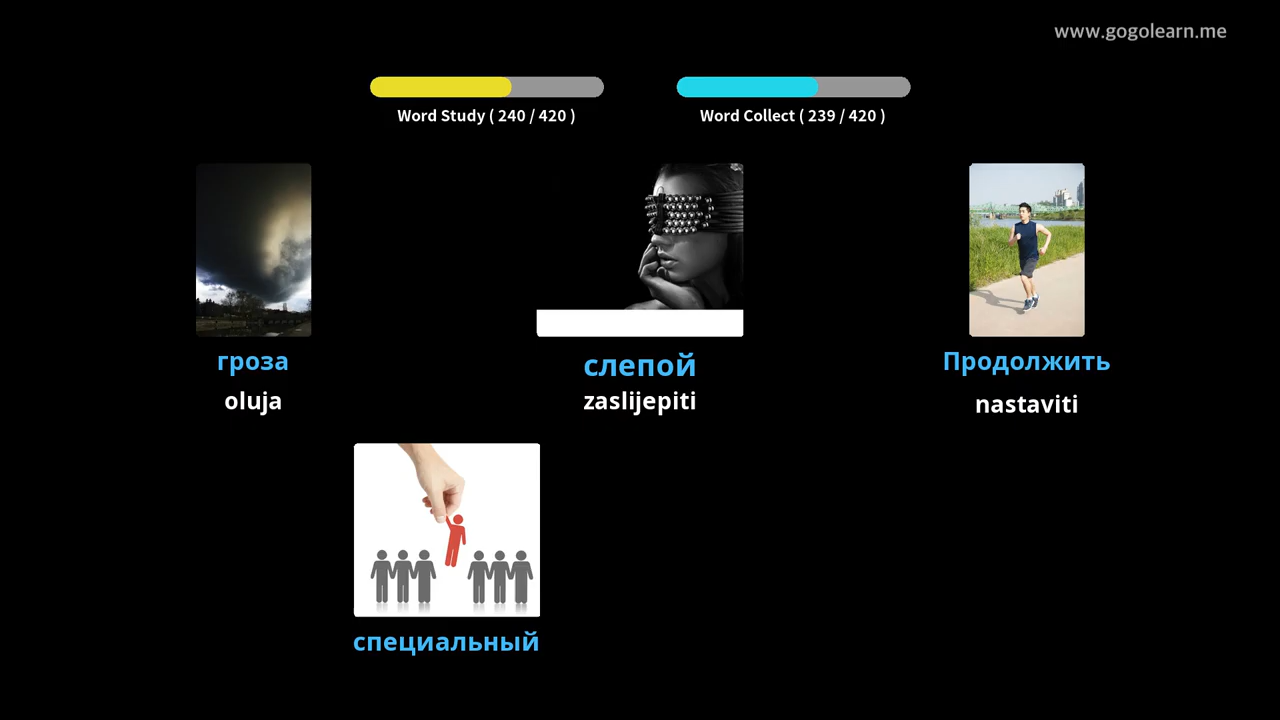 www.gogolearn.me
Word Study ( 240 / 420 )
Word Collect ( 239 / 420 )
гроза
слепой
Продолжить
oluja
zaslijepiti
nastaviti
специальный